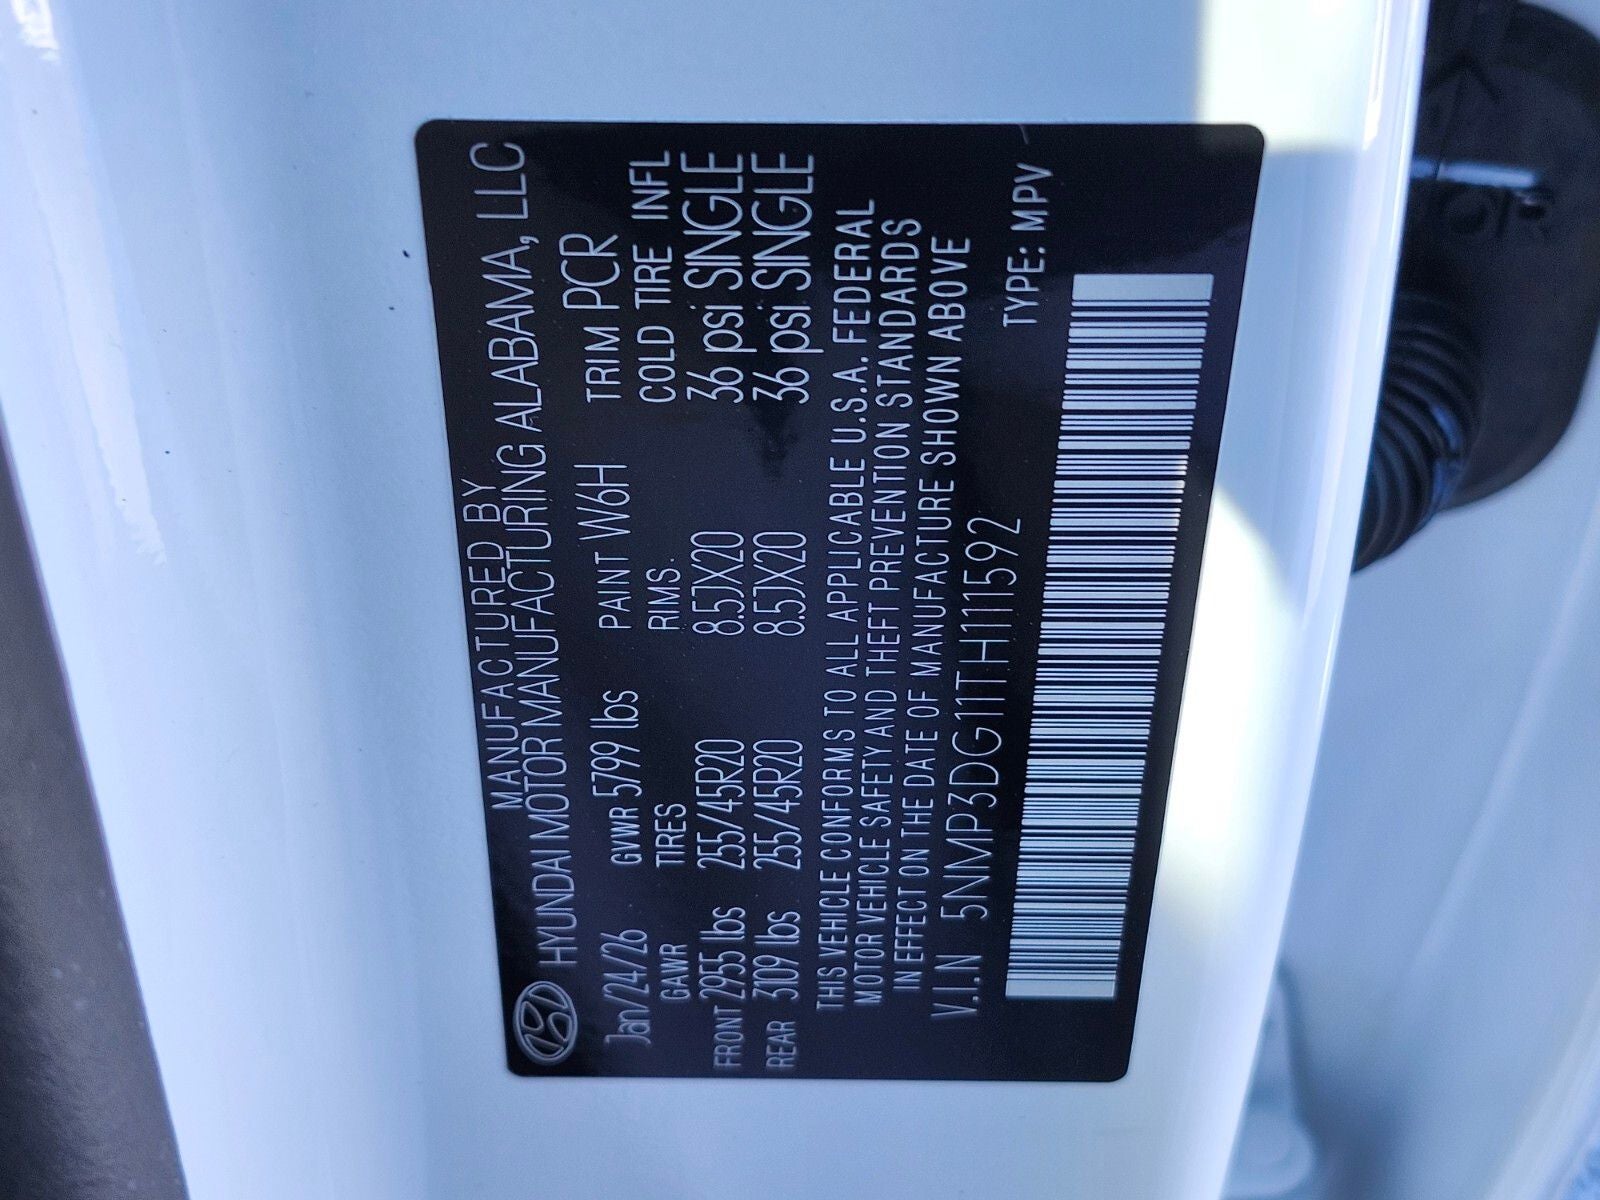 MANUFACTURED BY
HYUNDAI MOTOR MANUFACTURING ALABAMA, LLC
Jan/24/26 GVWR 5799 lbs PAINT W6H TRIM PCR
GAWR TIRES RIMS. COLD TIRE INFL
FRONT 2955 lbs 255/45R20 8.5JX20 36 psi SINGLE
REAR 3109 lbs 255/45R20 8.5JX20 36 psi SINGLE
THIS VEHICLE CONFORMS TO ALL APPLICABLE U.S.A. FEDERAL
MOTOR VEHICLE SAFETY AND THEFT PREVENTION STANDARDS
IN EFFECT ON THE DATE OF MANUFACTURE SHOWN ABOVE
V.I.N 5NMP3DG11TH111592 TYPE: MPV